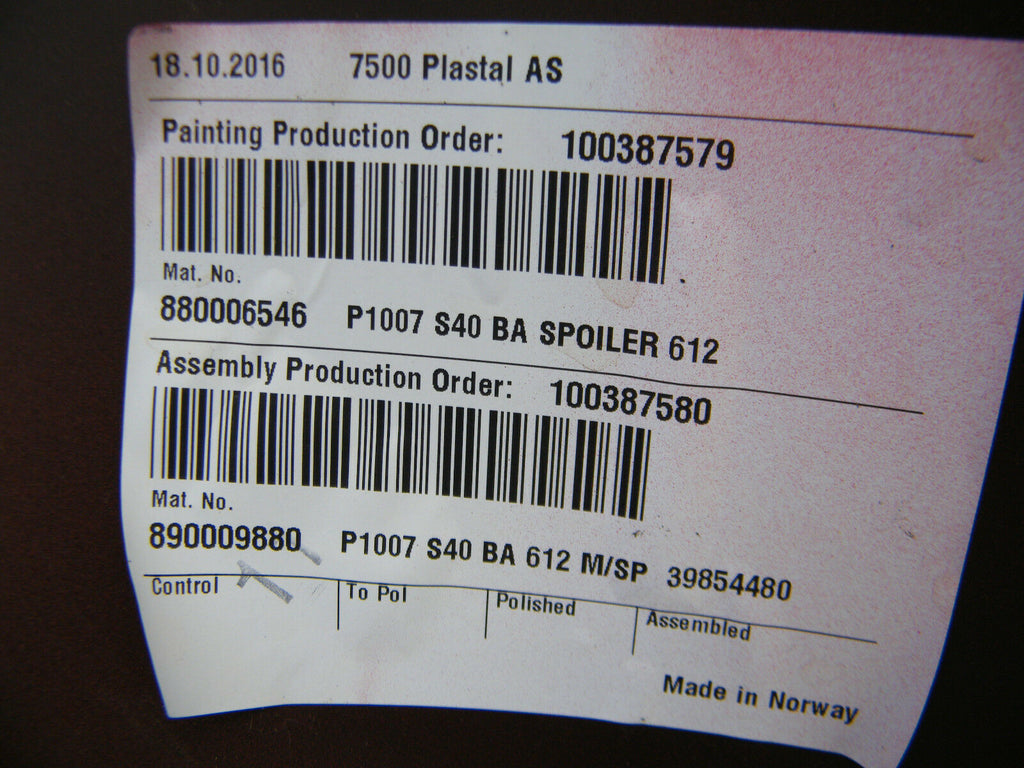 18.10.2016 7500 Plastal AS
Painting Production Order: 100387579
Mat. No.
880006546 P1007 S40 BA SPOILER 612
Assembly Production Order: 100387580
Mat. No.
890009880 P1007 S40 BA 612 M/SP 39854480
Control To Pol Polished Assembled
Made in Norway